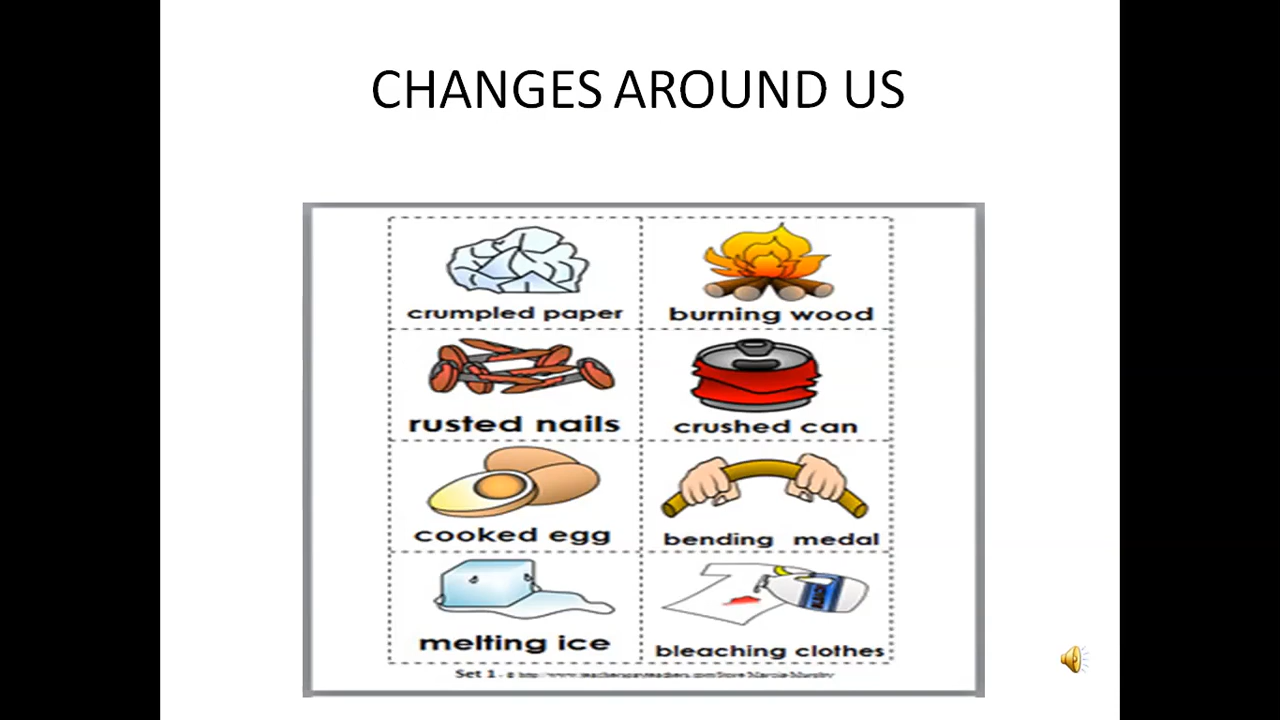 CHANGES AROUND US
crumpled paper
burning wood
rusted nails
crushed can
cooked egg
bending medal
melting ice
BLEACH
bleaching clothes
Set 1 - ©